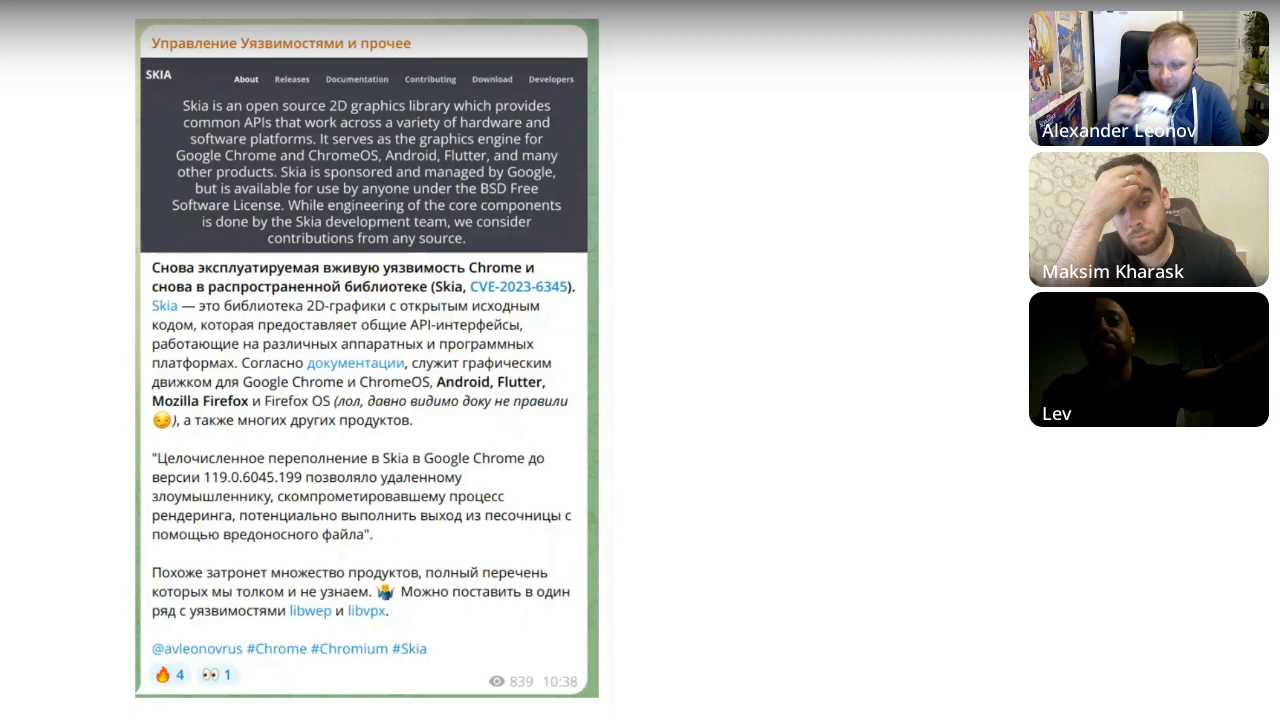 Управление Уязвимостями и прочее
SKIA
About Releases Documentation Contributing Download Developers
Skia is an open source 2D graphics library which provides
common APIs that work across a variety of hardware and
software platforms. It serves as the graphics engine for
Google Chrome and ChromeOS, Android, Flutter, and many
other products. Skia is sponsored and managed by Google,
but is available for use by anyone under the BSD Free
Software License. While engineering of the core components
is done by the Skia development team, we consider
contributions from any source.
Снова эксплуатируемая вживую уязвимость Chrome и
снова в распространенной библиотеке (Skia, CVE-2023-6345).
Skia — это библиотека 2D-графики с открытым исходным
кодом, которая предоставляет общие API-интерфейсы,
работающие на различных аппаратных и программных
платформах. Согласно документации, служит графическим
движком для Google Chrome и ChromeOS, Android, Flutter,
Mozilla Firefox и Firefox OS (лол, давно видимо доку не правили
😏), а также многих других продуктов.
"Целочисленное переполнение в Skia в Google Chrome до
версии 119.0.6045.199 позволяло удаленному
злоумышленнику, скомпрометировавшему процесс
рендеринга, потенциально выполнить выход из песочницы с
помощью вредоносного файла".
Похоже затронет множество продуктов, полный перечень
которых мы толком и не узнаем. 🤷‍♂️ Можно поставить в один
ряд с уязвимостями libwep и libvpx.
@avleonovrus #Chrome #Chromium #Skia
🔥 4 👀 1
839 10:38
Alexander Leonov
Maksim Kharask
Lev